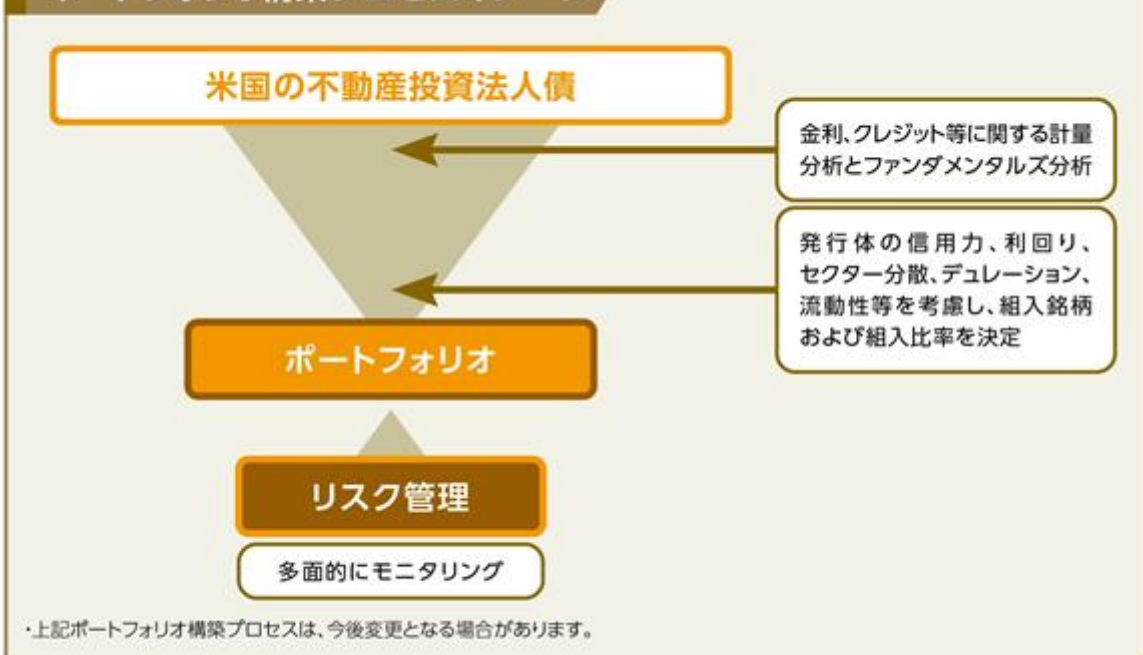 米国の不動産投資法人債
金利、クレジット等に関する計量
分析とファンダメンタルズ分析
発行体の信用力、利回り、
セクター分散、デュレーション、
流動性等を考慮し、組入銘柄
および組入比率を決定
ポートフォリオ
リスク管理
多面的にモニタリング
・上記ポートフォリオ構築プロセスは、今後変更となる場合があります。